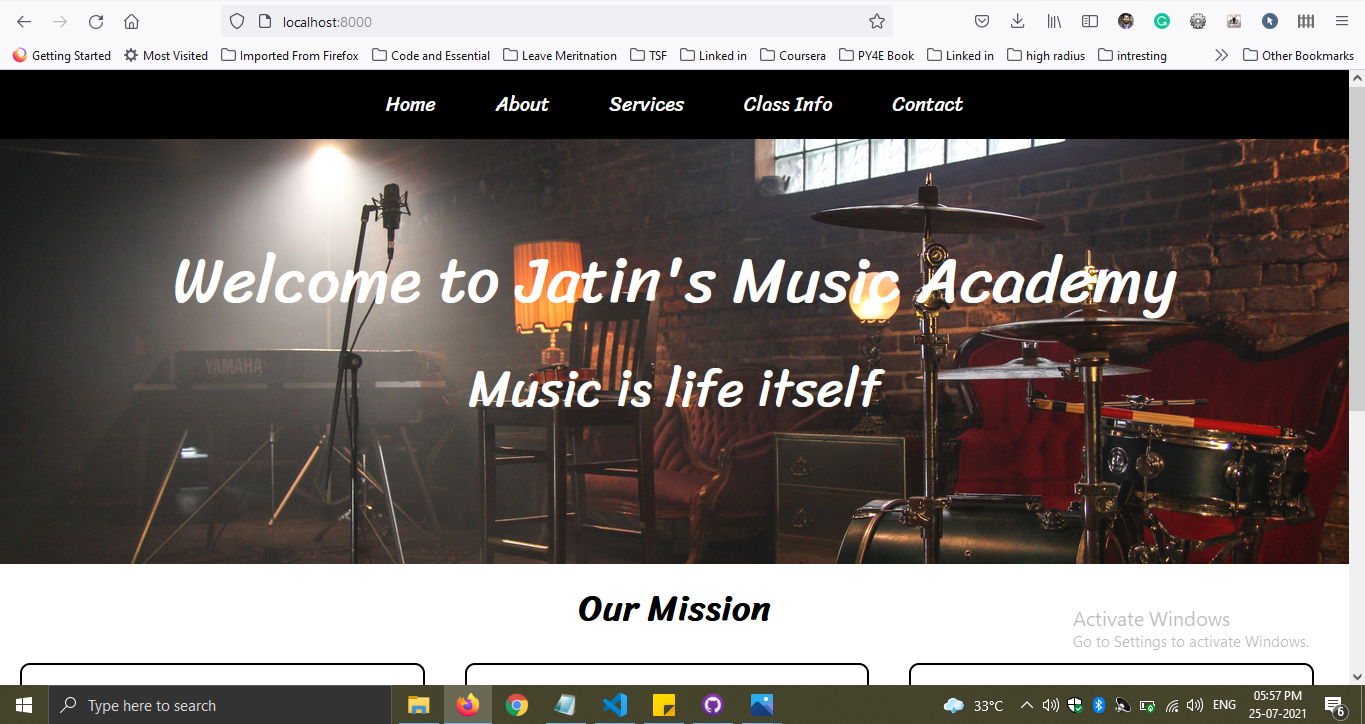 localhost:8000
Getting Started Most Visited Imported From Firefox Code and Essential Leave Meritnation TSF Linked in Coursera PY4E Book Linked in high radius intresting Other Bookmarks
Home About Services Class Info Contact
Welcome to Jatin's Music Academy
YAMAHA
Music is life itself
Our Mission
Activate Windows
Go to Settings to activate Windows.
Type here to search
33°C
ENG
05:57 PM
25-07-2021
6